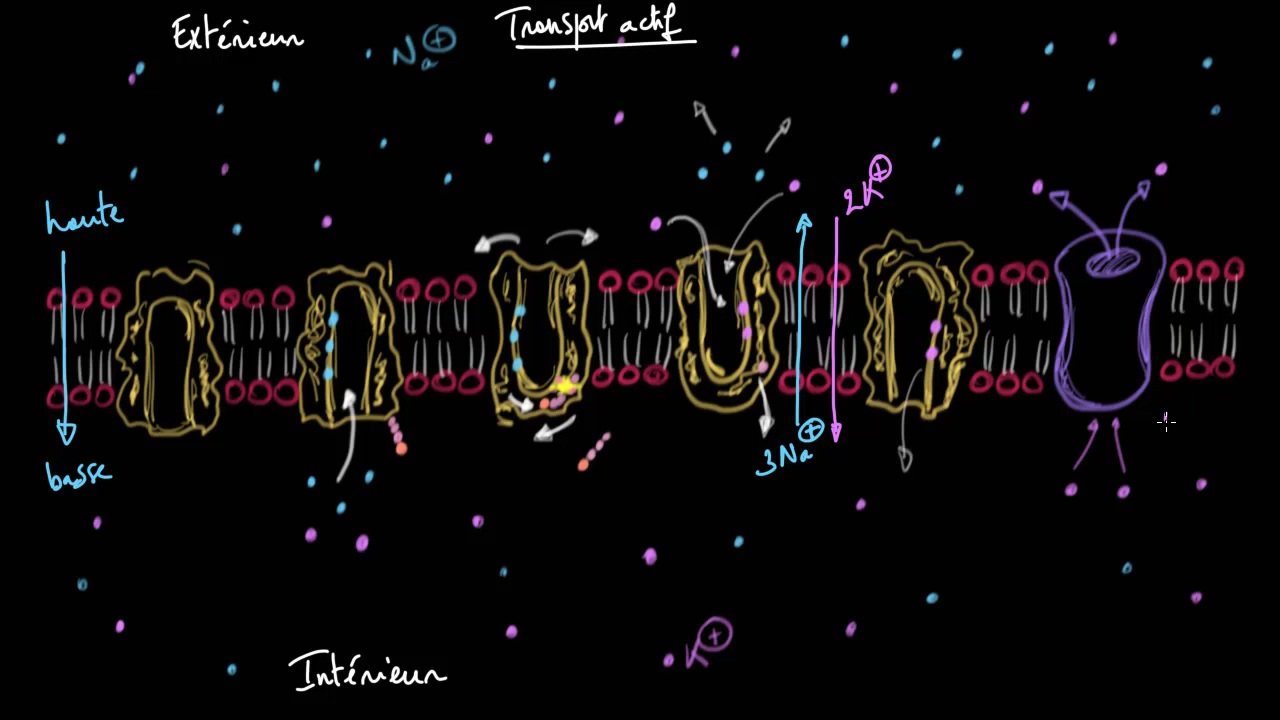 Transport actif
Extérieur
Na+
2K+
haute
3Na+
basse
K+
Intérieur